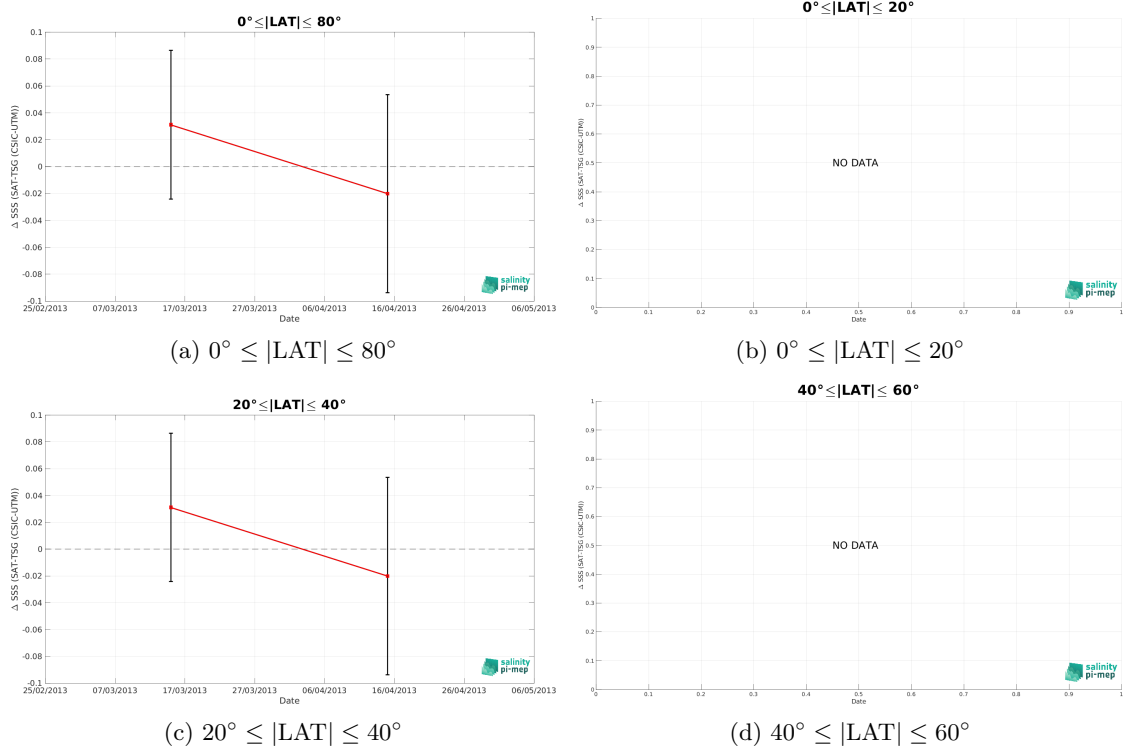 0°≤|LAT|≤ 80°
0.1
0.08
0.06
0.04
0.02
0
-0.02
-0.04
-0.06
-0.08
-0.1
Δ SSS (SAT-TSG (CSIC-UTM))
25/02/2013 07/03/2013 17/03/2013 27/03/2013 06/04/2013 16/04/2013 26/04/2013 06/05/2013
Date
salinity
pi-mep
(a) 0° ≤ |LAT| ≤ 80°
0°≤|LAT|≤ 20°
1
0.9
0.8
0.7
0.6
0.5
0.4
0.3
0.2
0.1
0
Δ SSS (SAT-TSG (CSIC-UTM))
NO DATA
0 0.1 0.2 0.3 0.4 0.5 0.6 0.7 0.8 0.9 1
Date
salinity
pi-mep
(b) 0° ≤ |LAT| ≤ 20°
20°≤|LAT|≤ 40°
0.1
0.08
0.06
0.04
0.02
0
-0.02
-0.04
-0.06
-0.08
-0.1
Δ SSS (SAT-TSG (CSIC-UTM))
25/02/2013 07/03/2013 17/03/2013 27/03/2013 06/04/2013 16/04/2013 26/04/2013 06/05/2013
Date
salinity
pi-mep
(c) 20° ≤ |LAT| ≤ 40°
40°≤|LAT|≤ 60°
1
0.9
0.8
0.7
0.6
0.5
0.4
0.3
0.2
0.1
0
Δ SSS (SAT-TSG (CSIC-UTM))
NO DATA
0 0.1 0.2 0.3 0.4 0.5 0.6 0.7 0.8 0.9 1
Date
salinity
pi-mep
(d) 40° ≤ |LAT| ≤ 60°